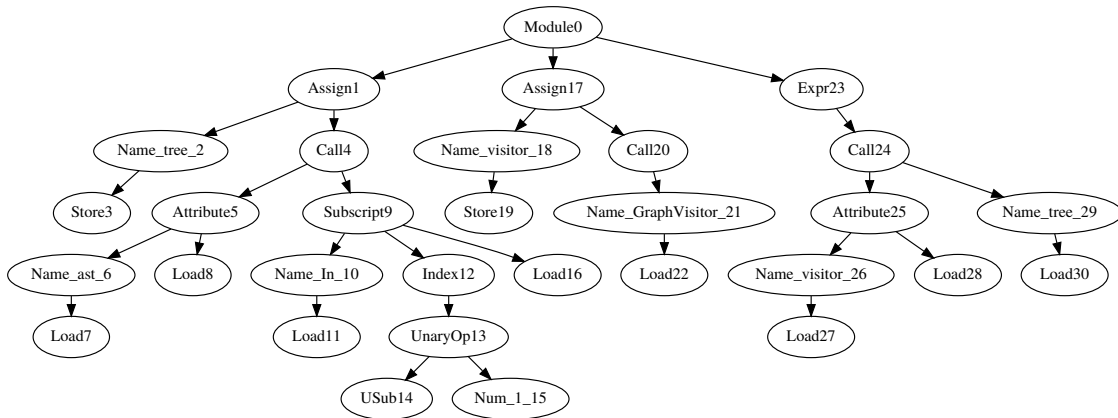 Module0
Assign1
Assign17
Expr23
Name_tree_2
Call4
Name_visitor_18
Call20
Call24
Store3
Attribute5
Subscript9
Store19
Name_GraphVisitor_21
Attribute25
Name_tree_29
Name_ast_6
Load8
Name_In_10
Index12
Load16
Load22
Name_visitor_26
Load28
Load30
Load7
Load11
UnaryOp13
Load27
USub14
Num_1_15